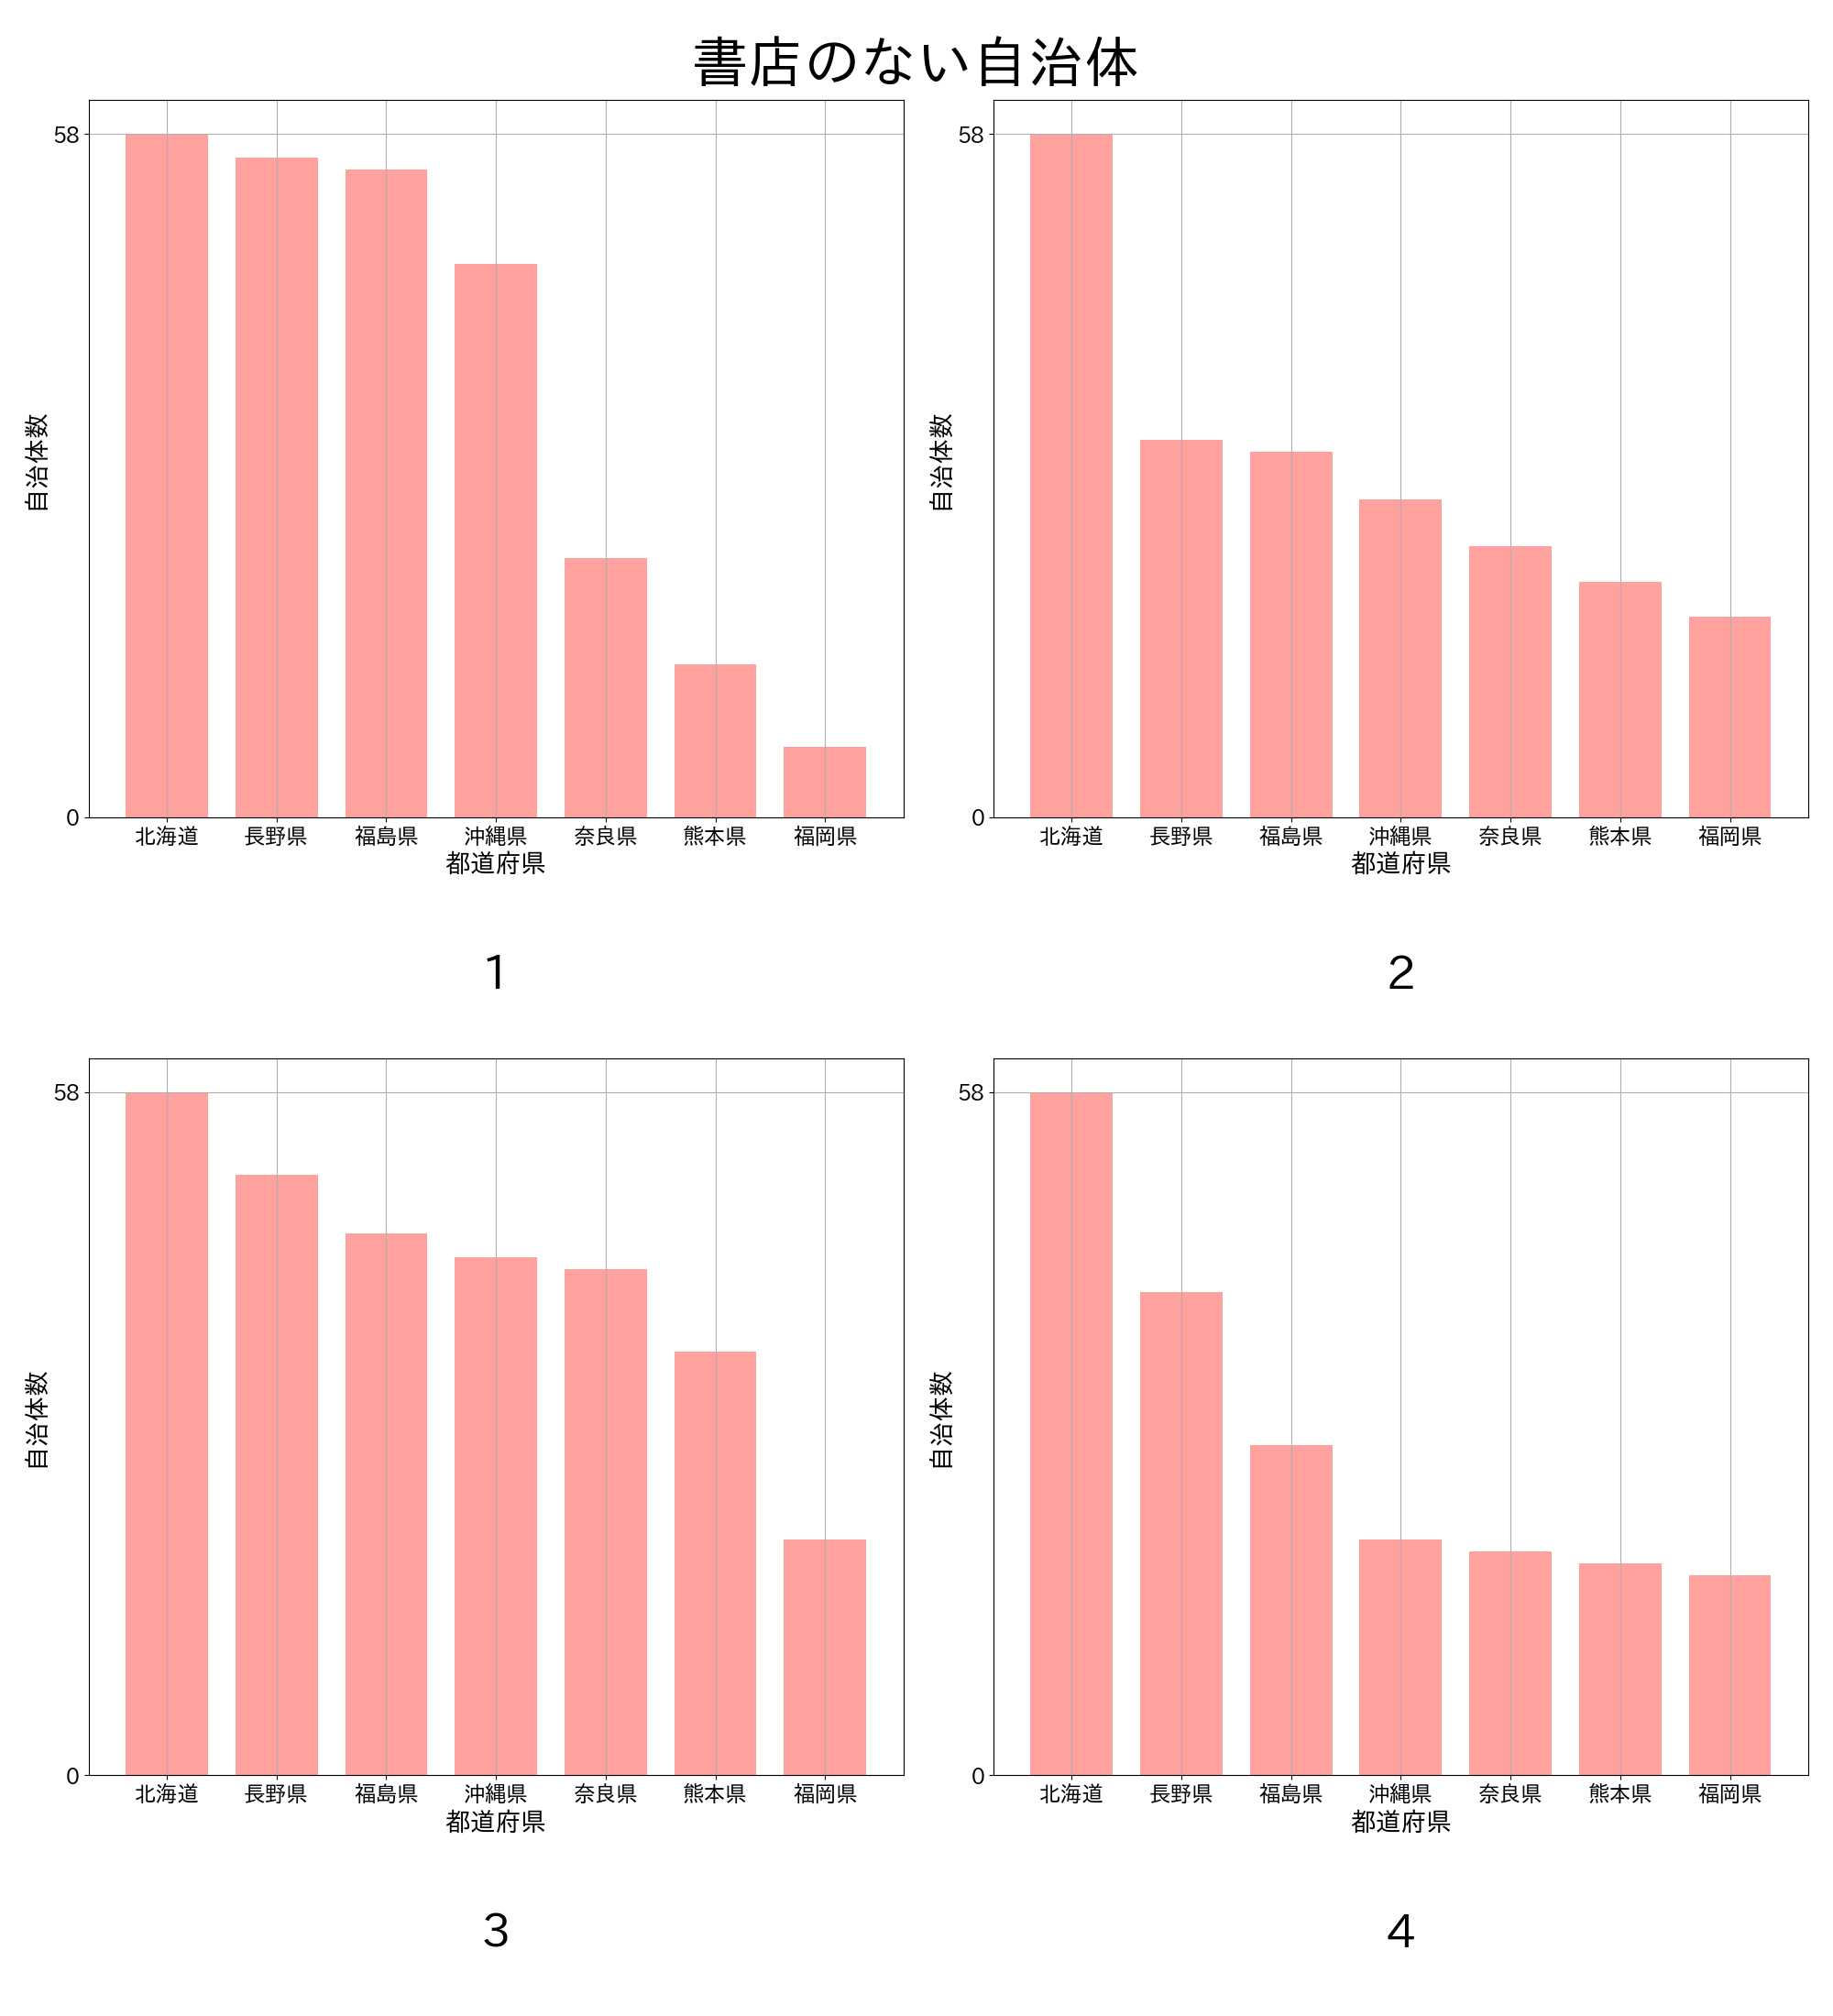 書店のない自治体
58
0
自治体数
北海道 長野県 福島県 沖縄県 奈良県 熊本県 福岡県
都道府県
1
58
0
自治体数
北海道 長野県 福島県 沖縄県 奈良県 熊本県 福岡県
都道府県
2
58
0
自治体数
北海道 長野県 福島県 沖縄県 奈良県 熊本県 福岡県
都道府県
3
58
0
自治体数
北海道 長野県 福島県 沖縄県 奈良県 熊本県 福岡県
都道府県
4